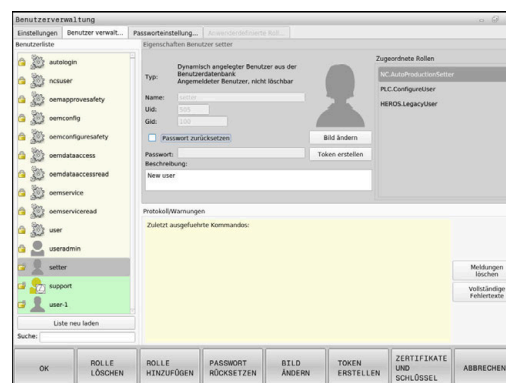 Benutzerverwaltung
Einstellungen
Benutzer verwalt...
Passworteinstellung...
Benutzerliste
autologin
ncsuser
oemapprovesafety
oemconfig
oemconfiguresafety
oemdataaccess
oemdataaccessread
oemservice
oemserviceread
user
useradmin
setter
support
user-1
Liste neu laden
Suche:
Eigenschaften Benutzer setter
Typ:
Dynamisch angelegter Benutzer aus der
Benutzerdatenbank
Angemeldeter Benutzer, nicht
löschbar
Name:
setter
Uid:
Gid:
Passwort zurücksetzen
Passwort:
Bild ändern
Token erstellen
Beschreibung:
New user
Zugeordnete Rollen
NC.AutoProductionSetter
PLC.ConfigureUser
HEROS.LegacyUser
Protokoll/Warnungen
Zuletzt ausgefuehrte Kommandos:
Meldungen
löschen
Vollständige
Fehlertexte
OK
ROLLE
LÖSCHEN
ROLLE
HINZUFÜGEN
PASSWORT
RÜCKSETZEN
BILD
ÄNDERN
TOKEN
ERSTELLEN
ZERTIFIKATE
UND
SCHLÜSSEL
ABBRECHEN